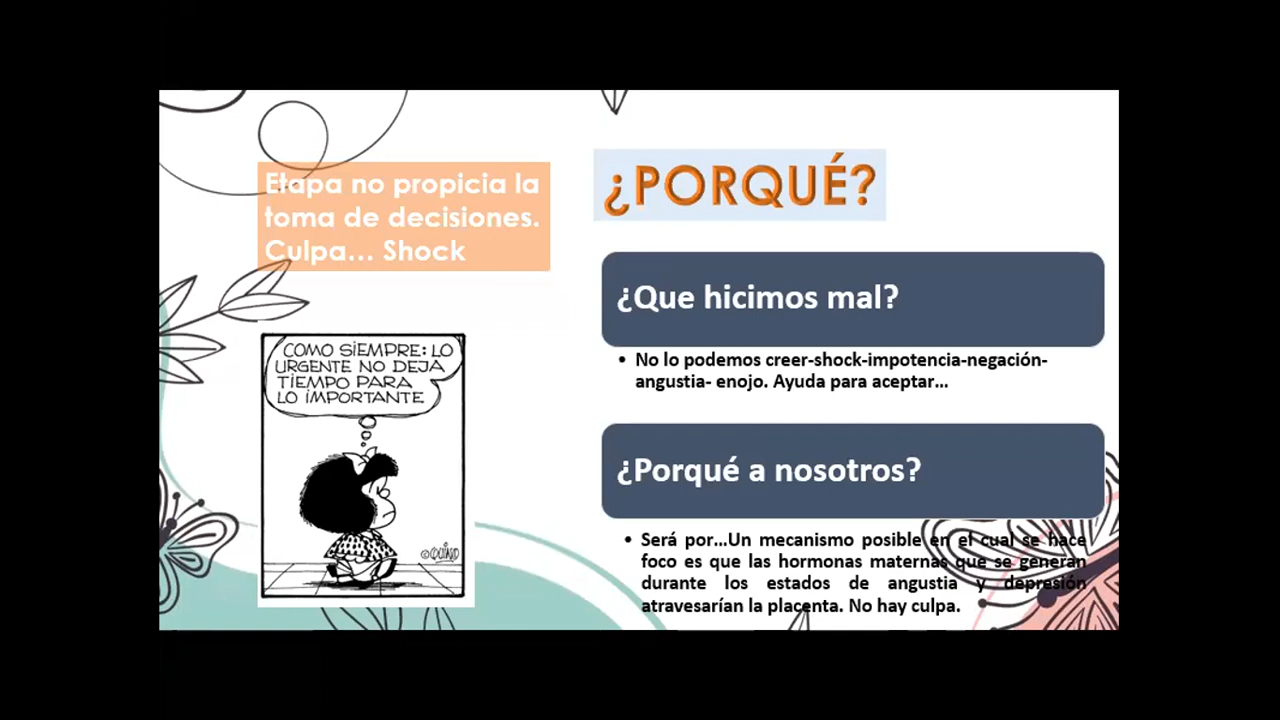 Etapa no propicia la
toma de decisiones.
Culpa... Shock
COMO SIEMPRE: LO
URGENTE NO DEJA
TIEMPO PARA
LO IMPORTANTE
©QUINO
¿PORQUÉ?
¿Que hicimos mal?
• No lo podemos creer-shock-impotencia-negación-
angustia- enojo. Ayuda para aceptar...
¿Porqué a nosotros?
• Será por...Un mecanismo posible en el cual se hace
foco es que las hormonas maternas que se generan
durante los estados de angustia y depresión
atravesarían la placenta. No hay culpa.